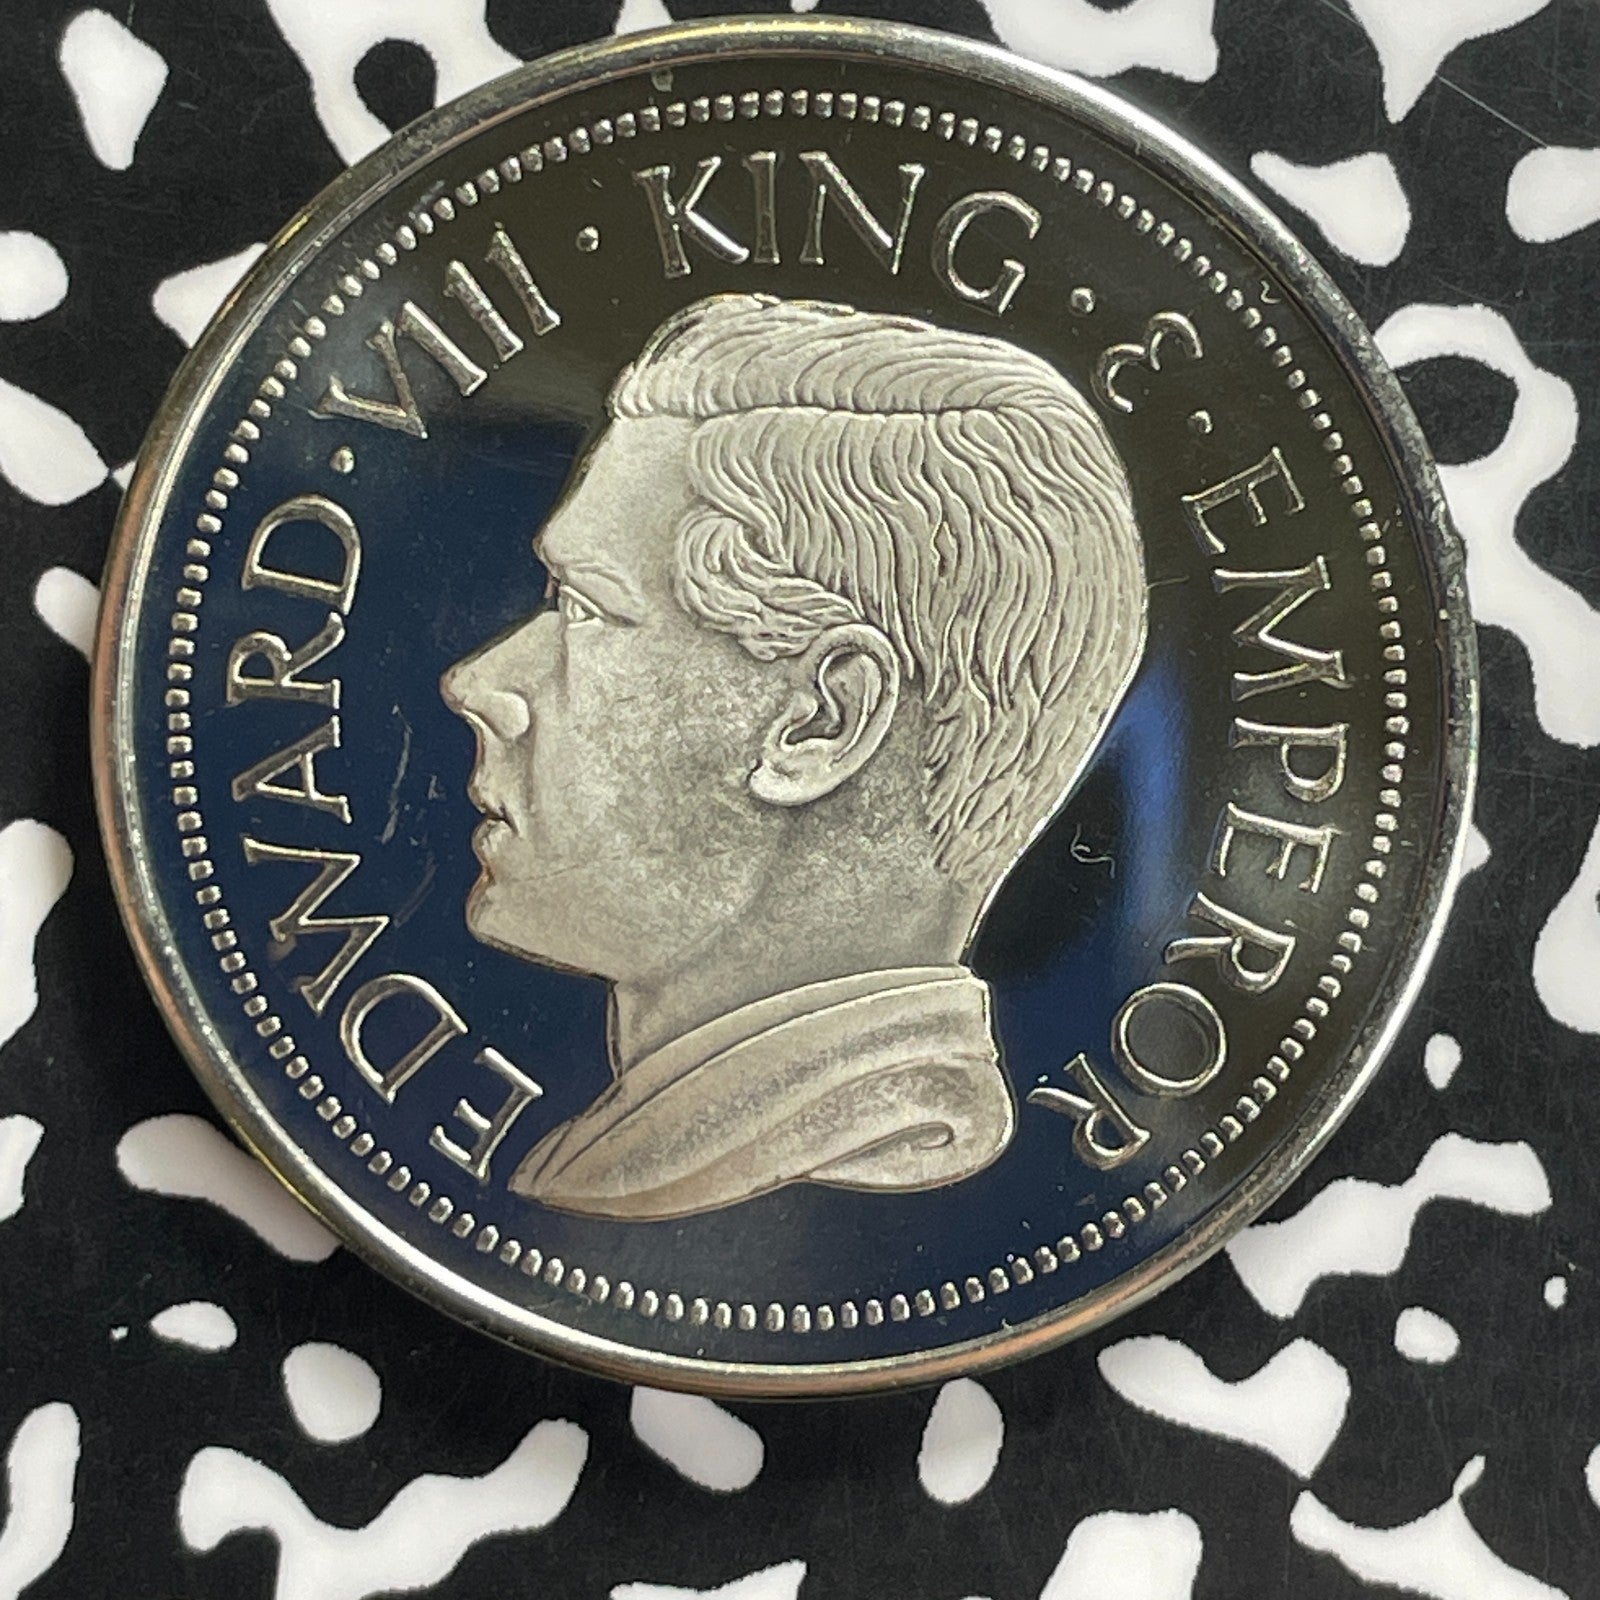 EDWARD · VIII · KING · & · EMPEROR